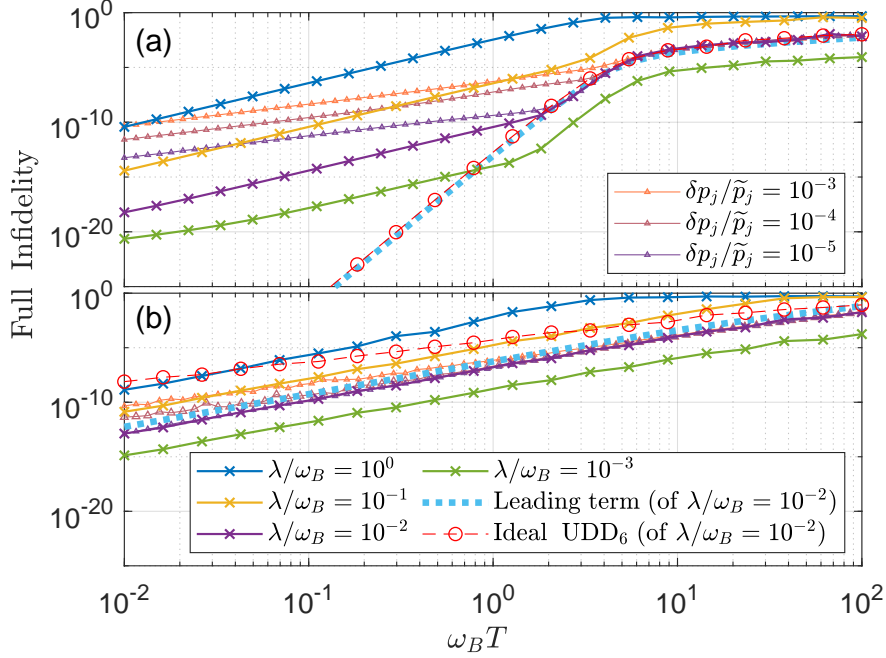 (a)
10^0
10^-10
10^-20
0
δp_j/p̃_j = 10^-3
δp_j/p̃_j = 10^-4
δp_j/p̃_j = 10^-5
Full Infidelity
(b)
10^0
10^-10
10^-20
λ/ω_B = 10^0
λ/ω_B = 10^-1
λ/ω_B = 10^-2
λ/ω_B = 10^-3
Leading term (of λ/ω_B = 10^-2)
Ideal UDD_6 (of λ/ω_B = 10^-2)
10^-2 10^-1 10^0 10^1 10^2
ω_B T